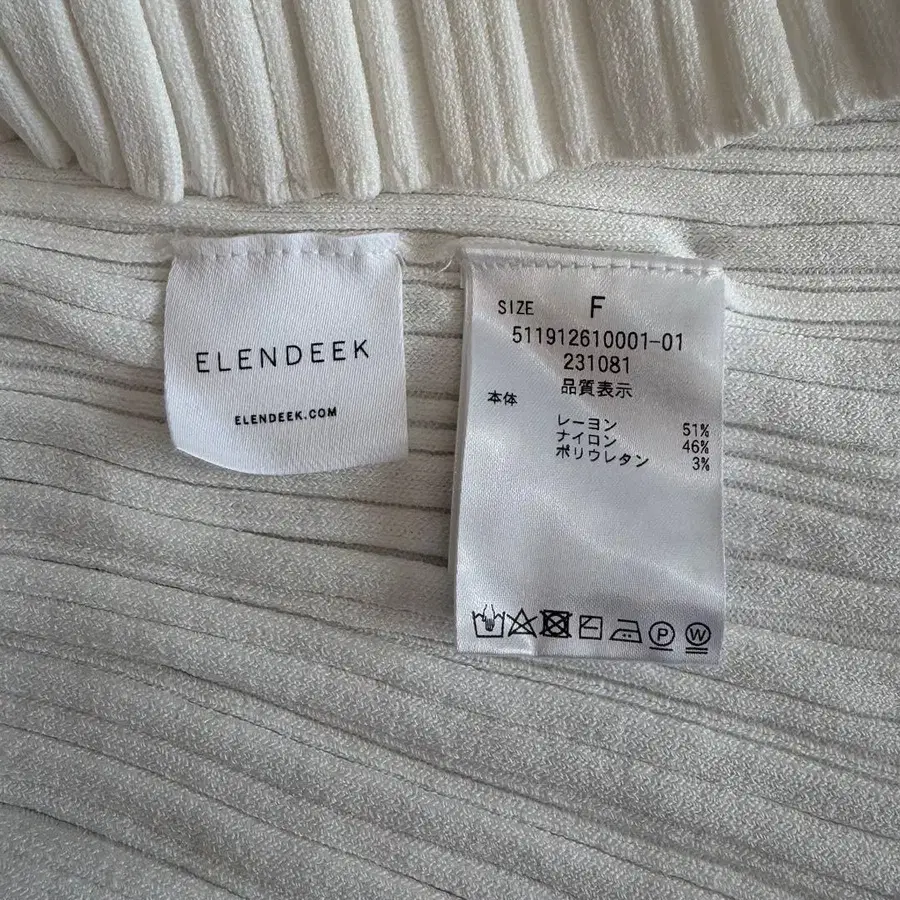 ELENDEEK
ELENDEEK.COM
SIZE F
511912610001-01
231081
品質表示
本体
レーヨン 51%
ナイロン 46%
ポリウレタン 3%
P W